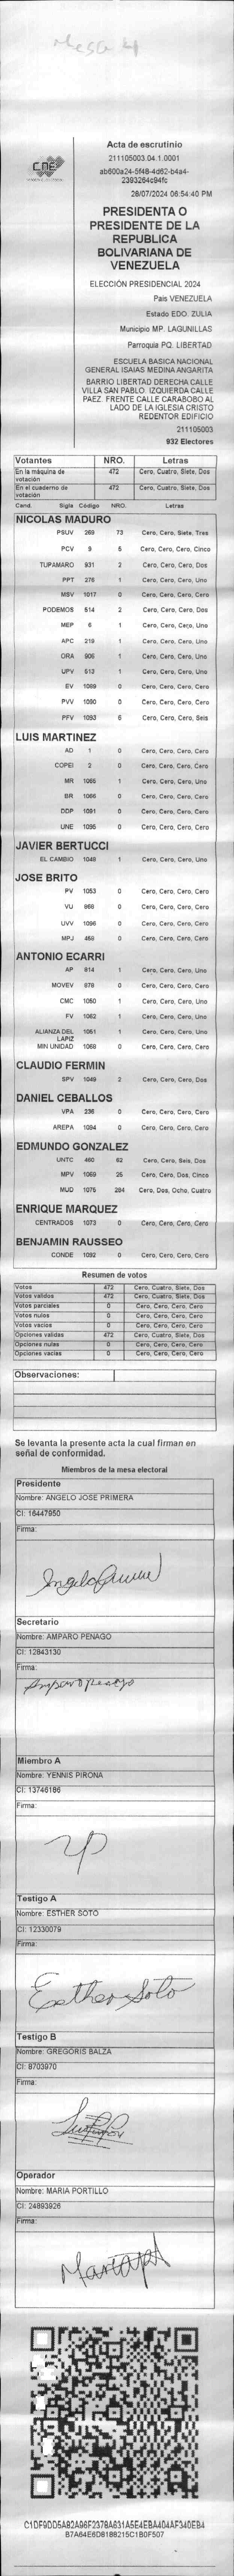 Mesa 4
CNE
Acta de escrutinio
211105003.04.1.0001
ab600a24-5f48-4d62-b4a4-
2393264c94fc
28/07/2024 06:54:40 PM
PRESIDENTA O
PRESIDENTE DE LA
REPUBLICA
BOLIVARIANA DE
VENEZUELA
ELECCIÓN PRESIDENCIAL 2024
Pais VENEZUELA
Estado EDO. ZULIA
Municipio MP. LAGUNILLAS
Parroquia PQ. LIBERTAD
ESCUELA BASICA NACIONAL
GENERAL ISAIAS MEDINA ANGARITA
BARRIO LIBERTAD DERECHA CALLE
VILLA SAN PABLO. IZQUIERDA CALLE
PAEZ. FRENTE CALLE CARABOBO AL
LADO DE LA IGLESIA CRISTO
REDENTOR EDIFICIO
211105003
932 Electores
Votantes NRO. Letras
En la máquina de votación 472 Cero, Cuatro, Siete, Dos
En el cuaderno de votación 472 Cero, Cuatro, Siete, Dos
Cand. Sigla Código NRO. Letras
NICOLAS MADURO
PSUV 269 73 Cero, Cero, Siete, Tres
PCV 9 5 Cero, Cero, Cero, Cinco
TUPAMARO 931 2 Cero, Cero, Cero, Dos
PPT 276 1 Cero, Cero, Cero, Uno
MSV 1017 0 Cero, Cero, Cero, Cero
PODEMOS 514 2 Cero, Cero, Cero, Dos
MEP 6 1 Cero, Cero, Cero, Uno
APC 219 1 Cero, Cero, Cero, Uno
ORA 906 1 Cero, Cero, Cero, Uno
UPV 513 1 Cero, Cero, Cero, Uno
EV 1089 0 Cero, Cero, Cero, Cero
PVV 1090 0 Cero, Cero, Cero, Cero
PFV 1093 6 Cero, Cero, Cero, Seis
LUIS MARTINEZ
AD 1 0 Cero, Cero, Cero, Cero
COPEI 2 0 Cero, Cero, Cero, Cero
MR 1065 1 Cero, Cero, Cero, Uno
BR 1066 0 Cero, Cero, Cero, Cero
DDP 1091 0 Cero, Cero, Cero, Cero
UNE 1095 0 Cero, Cero, Cero, Cero
JAVIER BERTUCCI
EL CAMBIO 1048 1 Cero, Cero, Cero, Uno
JOSE BRITO
PV 1053 0 Cero, Cero, Cero, Cero
VU 968 0 Cero, Cero, Cero, Cero
UVV 1096 0 Cero, Cero, Cero, Cero
MPJ 458 0 Cero, Cero, Cero, Cero
ANTONIO ECARRI
AP 814 1 Cero, Cero, Cero, Uno
MOVEV 979 0 Cero, Cero, Cero, Cero
CMC 1050 1 Cero, Cero, Cero, Uno
FV 1062 1 Cero, Cero, Cero, Uno
ALIANZA DEL LAPIZ 1051 1 Cero, Cero, Cero, Uno
MIN UNIDAD 1068 0 Cero, Cero, Cero, Cero
CLAUDIO FERMIN
SPV 1049 2 Cero, Cero, Cero, Dos
DANIEL CEBALLOS
VPA 236 0 Cero, Cero, Cero, Cero
AREPA 1094 0 Cero, Cero, Cero, Cero
EDMUNDO GONZALEZ
UNTC 460 62 Cero, Cero, Seis, Dos
MPV 1069 25 Cero, Cero, Dos, Cinco
MUD 1075 284 Cero, Dos, Ocho, Cuatro
ENRIQUE MARQUEZ
CENTRADOS 1073 0 Cero, Cero, Cero, Cero
BENJAMIN RAUSSEO
CONDE 1092 0 Cero, Cero, Cero, Cero
Resumen de votos
Votos 472 Cero, Cuatro, Siete, Dos
Votos validos 472 Cero, Cuatro, Siete, Dos
Votos parciales 0 Cero, Cero, Cero, Cero
Votos nulos 0 Cero, Cero, Cero, Cero
Votos vacios 0 Cero, Cero, Cero, Cero
Opciones validas 472 Cero, Cuatro, Siete, Dos
Opciones nulas 0 Cero, Cero, Cero, Cero
Opciones vacias 0 Cero, Cero, Cero, Cero
Observaciones:
Se levanta la presente acta la cual firman en
señal de conformidad.
Miembros de la mesa electoral
Presidente
Nombre: ANGELO JOSE PRIMERA
CI: 16447950
Firma:
Secretario
Nombre: AMPARO PENAGO
CI: 12843130
Firma:
Amparo Penago
Miembro A
Nombre: YENNIS PIRONA
CI: 13746186
Firma:
Testigo A
Nombre: ESTHER SOTO
CI: 12330079
Firma:
Esther Soto
Testigo B
Nombre: GREGORIS BALZA
CI: 8703970
Firma:
Operador
Nombre: MARIA PORTILLO
CI: 24893926
Firma:
C1DF9DD5A82A96F2378A631A5E4EBA404AF340EB4
B7A64E6D8188215C1B0F507